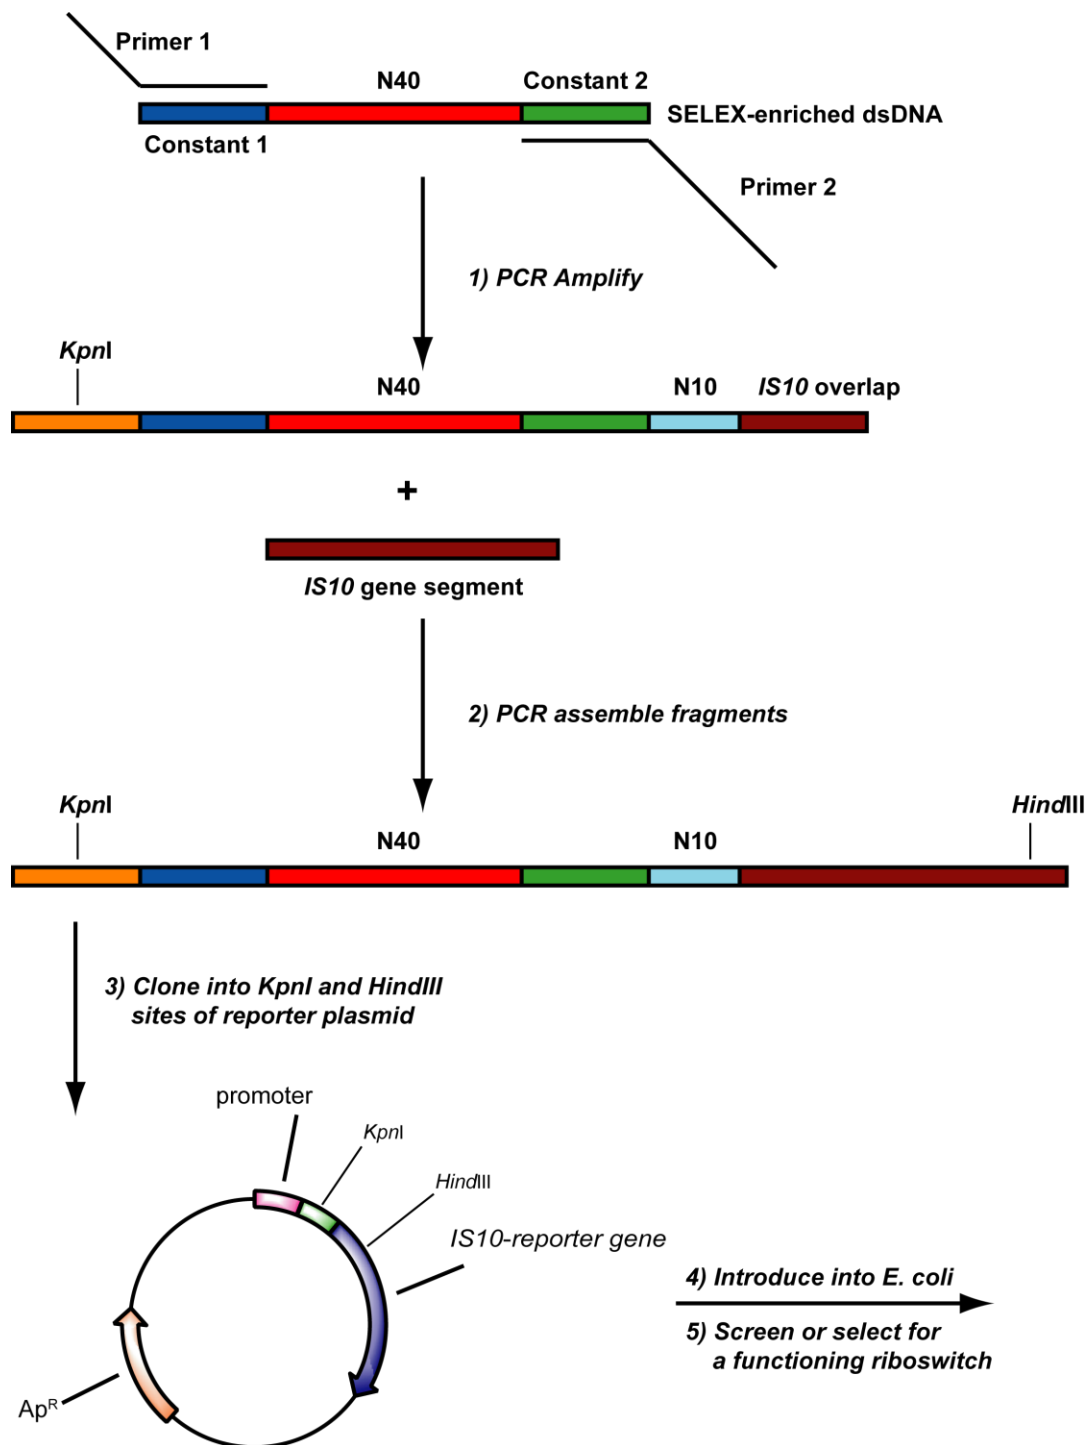 Primer 1
N40
Constant 2
SELEX-enriched dsDNA
Constant 1
Primer 2
1) PCR Amplify
KpnI
N40
N10
IS10 overlap
+
IS10 gene segment
2) PCR assemble fragments
KpnI
HindIII
N40
N10
3) Clone into KpnI and HindIII
sites of reporter plasmid
promoter
KpnI
HindIII
IS10-reporter gene
4) Introduce into E. coli
5) Screen or select for
a functioning riboswitch
Ap^R